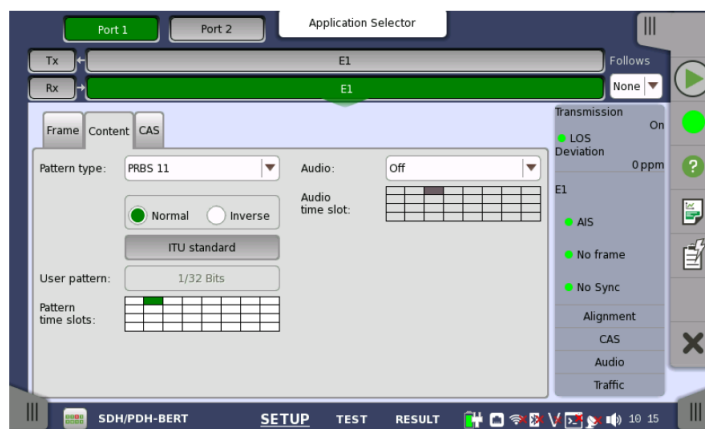 Port 1
Port 2
Application Selector
Tx
E1
Follows
Rx
E1
None
Frame
Content
CAS
Pattern type:
PRBS 11
Audio:
Off
Normal
Inverse
Audio
time slot:
ITU standard
User pattern:
1/32 Bits
Pattern
time slots:
Transmission
On
LOS
Deviation
0 ppm
E1
AIS
No frame
No Sync
Alignment
CAS
Audio
Traffic
SDH/PDH-BERT
SETUP
TEST
RESULT
10 15